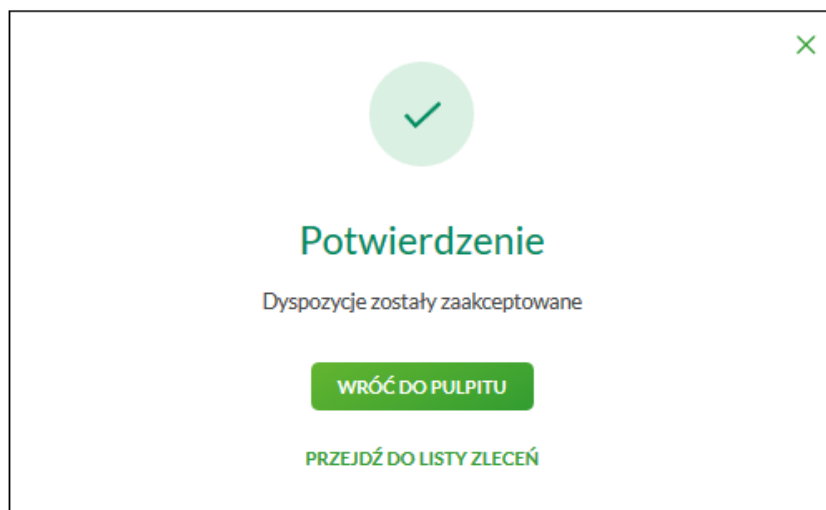 Potwierdzenie
Dyspozycje zostały zaakceptowane
WRÓĆ DO PULPITU
PRZEJDŹ DO LISTY ZLECEŃ